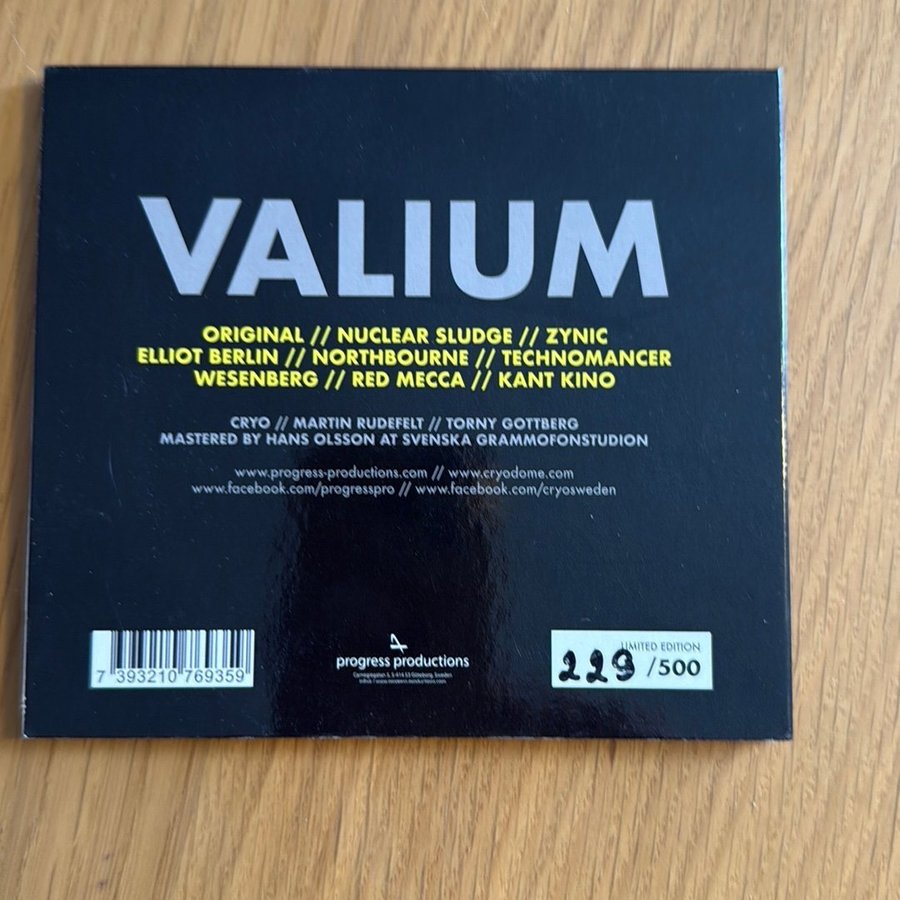 VALIUM
ORIGINAL // NUCLEAR SLUDGE // ZYNIC
ELLIOT BERLIN // NORTHBOURNE // TECHNOMANCER
WESENBERG // RED MECCA // KANT KINO
CRYO // MARTIN RUDEFELT // TORNY GOTTBERG
MASTERED BY HANS OLSSON AT SVENSKA GRAMMOFONSTUDION
www.progress-productions.com // www.cryodome.com
www.facebook.com/progresspro // www.facebook.com/cryosweden
7 393210 769359
progress productions
LIMITED EDITION
229 /500